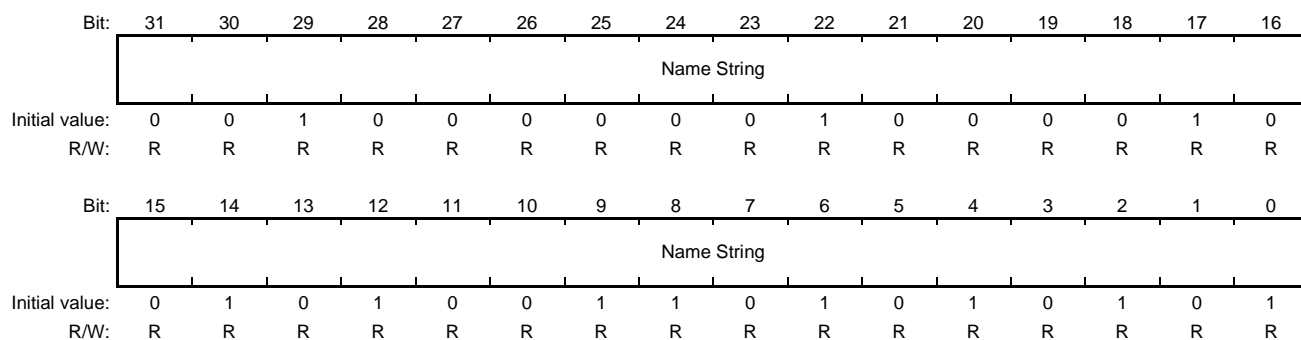 Bit: 31 30 29 28 27 26 25 24 23 22 21 20 19 18 17 16
Name String
Initial value: 0 0 1 0 0 0 0 0 0 1 0 0 0 0 1 0
R/W: R R R R R R R R R R R R R R R R
Bit: 15 14 13 12 11 10 9 8 7 6 5 4 3 2 1 0
Name String
Initial value: 0 1 0 1 0 0 1 1 0 1 0 1 0 1 0 1
R/W: R R R R R R R R R R R R R R R R